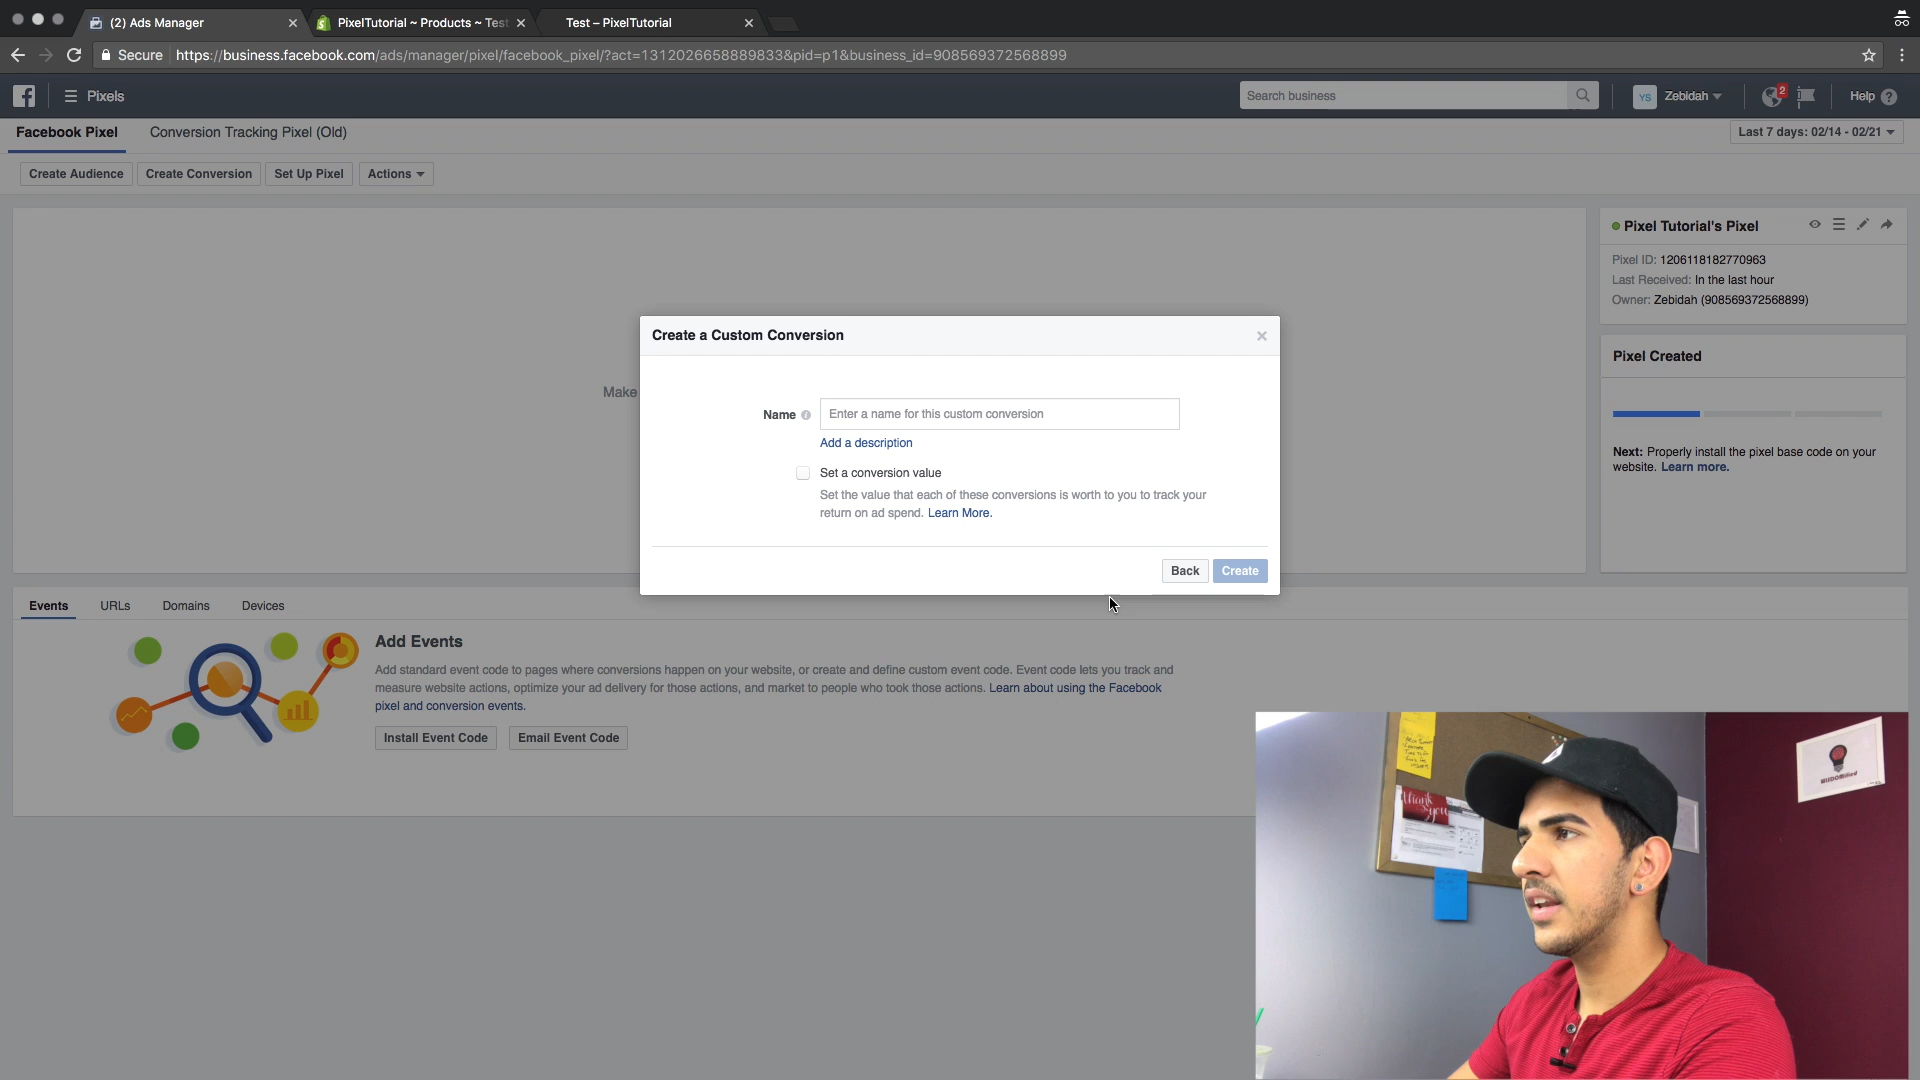 (2) Ads Manager
PixelTutorial ~ Products ~ Test
Test – PixelTutorial
Secure
https://business.facebook.com/ads/manager/pixel/facebook_pixel/?act=1312026658889833&pid=p1&business_id=908569372568899
Pixels
Search business
YS
Zebidah
2
Help
?
Facebook Pixel
Conversion Tracking Pixel (Old)
Last 7 days: 02/14 - 02/21
Create Audience
Create Conversion
Set Up Pixel
Actions
Pixel Tutorial's Pixel
Pixel ID: 1206118182770963
Last Received: In the last hour
Owner: Zebidah (908569372568899)
Create a Custom Conversion
Pixel Created
Make
Name
Enter a name for this custom conversion
Add a description
Next: Properly install the pixel base code on your
website. Learn more.
Set a conversion value
Set the value that each of these conversions is worth to you to track your
return on ad spend. Learn More.
Back
Create
Events
URLs
Domains
Devices
Add Events
Add standard event code to pages where conversions happen on your website, or create and define custom event code. Event code lets you track and
measure website actions, optimize your ad delivery for those actions, and market to people who took those actions. Learn about using the Facebook
pixel and conversion events.
Install Event Code
Email Event Code
thank
you